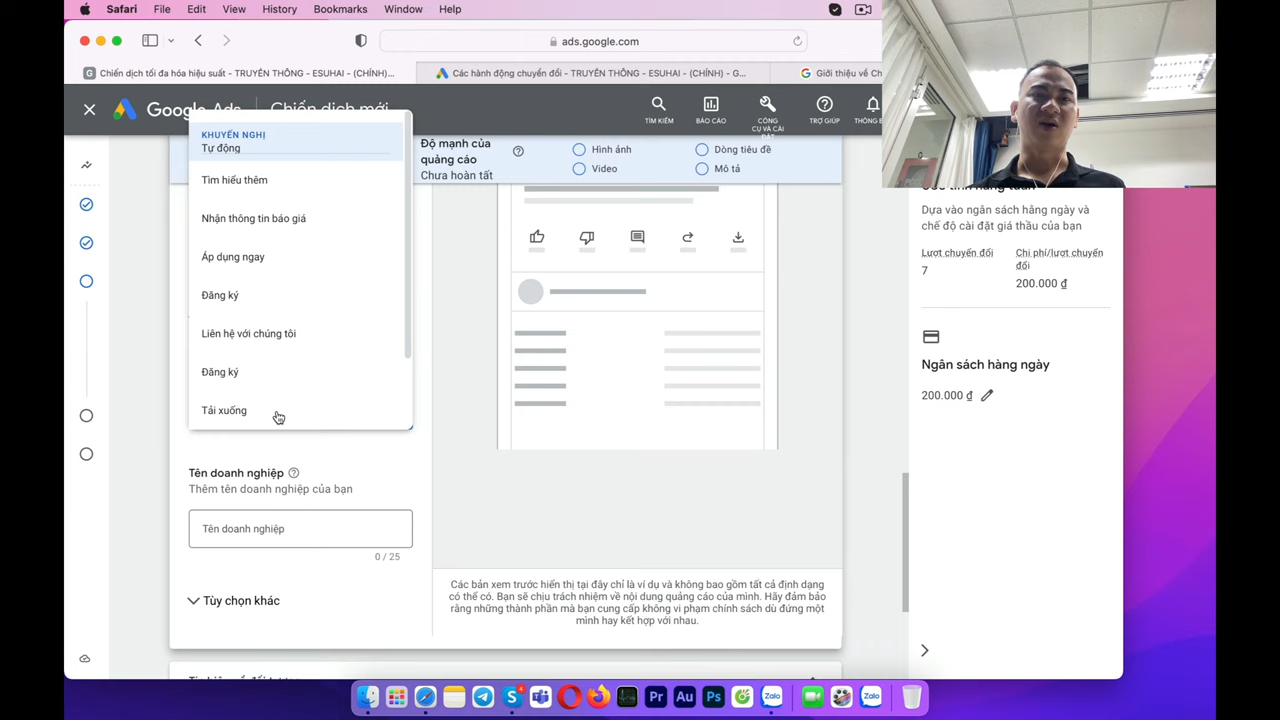 Safari File Edit View History Bookmarks Window Help
ads.google.com
Chiến dịch tối đa hóa hiệu suất - TRUYỀN THÔNG - ESUHAI - (CHÍNH)...
Các hành động chuyển đổi - TRUYỀN THÔNG - ESUHAI - (CHÍNH) - G...
Giới thiệu về Ch
Google Ads Chiến dịch mới
TÌM KIẾM
BÁO CÁO
CÔNG CỤ VÀ CÀI ĐẶT
TRỢ GIÚP
THÔNG B
KHUYẾN NGHỊ
Tự động
Tìm hiểu thêm
Nhận thông tin báo giá
Áp dụng ngay
Đăng ký
Liên hệ với chúng tôi
Đăng ký
Tải xuống
Tên doanh nghiệp
Thêm tên doanh nghiệp của bạn
Tên doanh nghiệp
0 / 25
Tùy chọn khác
Độ mạnh của
quảng cáo
Chưa hoàn tất
Hình ảnh
Dòng tiêu đề
Video
Mô tả
Các bản xem trước hiển thị tại đây chỉ là ví dụ và không bao gồm tất cả định dạng
có thể có. Bạn sẽ chịu trách nhiệm về nội dung quảng cáo của mình. Hãy đảm bảo
rằng những thành phần mà bạn cung cấp không vi phạm chính sách dù đứng một
mình hay kết hợp với nhau.
Dựa vào ngân sách hằng ngày và
chế độ cài đặt giá thầu của bạn
Lượt chuyển đổi
7
Chi phí/lượt chuyển
đổi
200.000 ₫
Ngân sách hàng ngày
200.000 ₫
4
Pr Au Ps
Zalo
Zalo